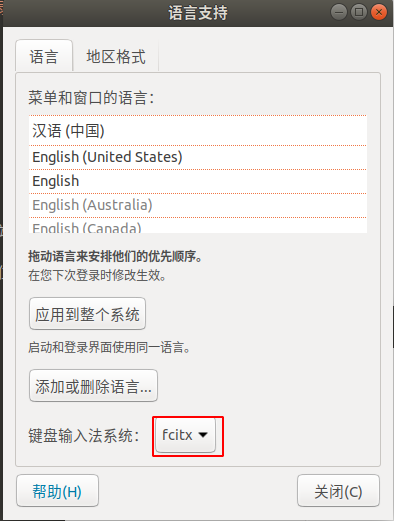 语言支持
语言
地区格式
菜单和窗口的语言：
汉语 (中国)
English (United States)
English
English (Australia)
English (Canada)
拖动语言来安排他们的优先顺序。
在您下次登录时修改生效。
应用到整个系统
启动和登录界面使用同一语言。
添加或删除语言...
键盘输入法系统：
fcitx
帮助(H)
关闭(C)